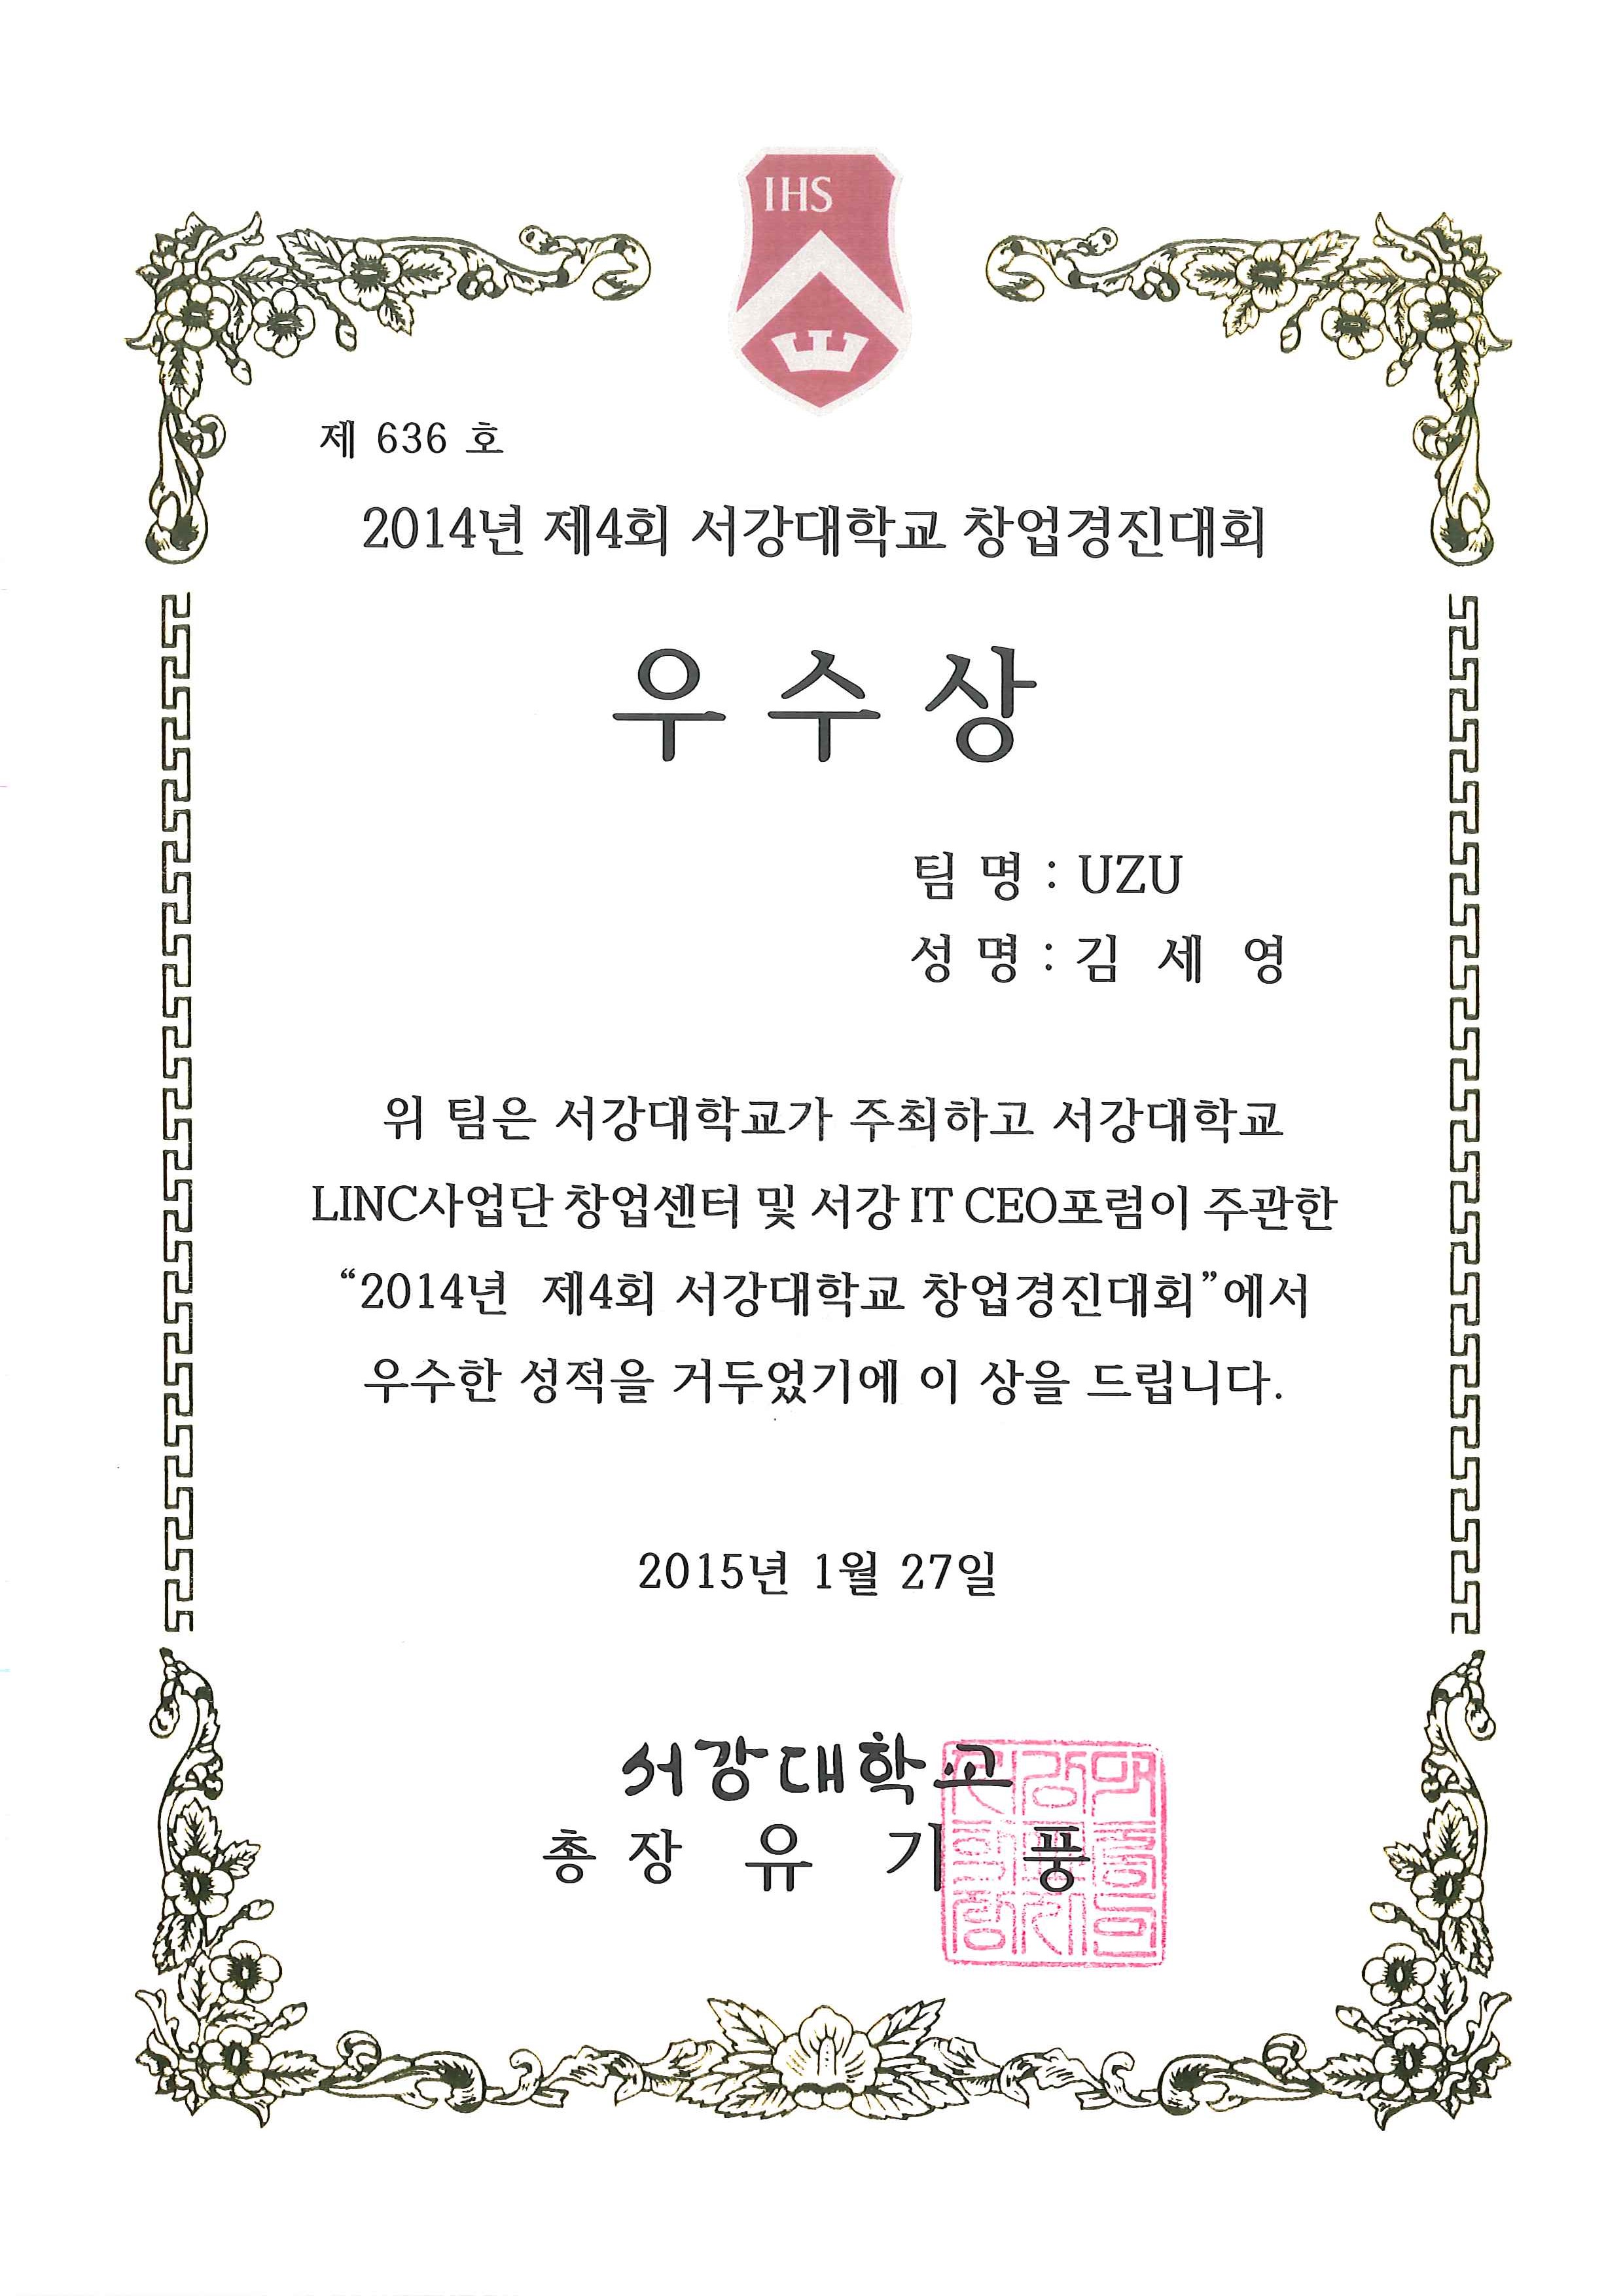 IHS
제 636 호
2014년 제4회 서강대학교 창업경진대회
우 수 상
팀 명 : UZU
성 명 : 김 세 영
위 팀은 서강대학교가 주최하고 서강대학교
LINC사업단 창업센터 및 서강 IT CEO포럼이 주관한
“2014년 제4회 서강대학교 창업경진대회”에서
우수한 성적을 거두었기에 이 상을 드립니다.
2015년 1월 27일
서강대학교
총 장 유 기 풍